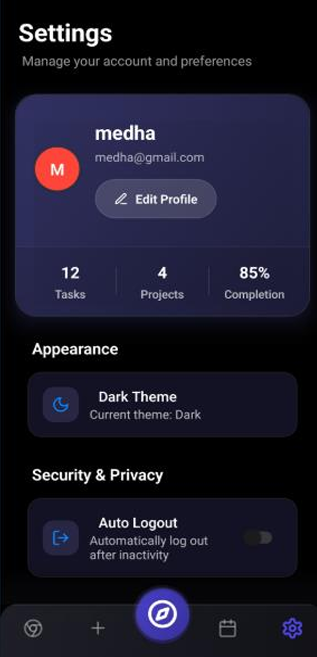 Settings
Manage your account and preferences
M
medha
medha@gmail.com
Edit Profile
12
Tasks
4
Projects
85%
Completion
Appearance
Dark Theme
Current theme: Dark
Security & Privacy
Auto Logout
Automatically log out
after inactivity